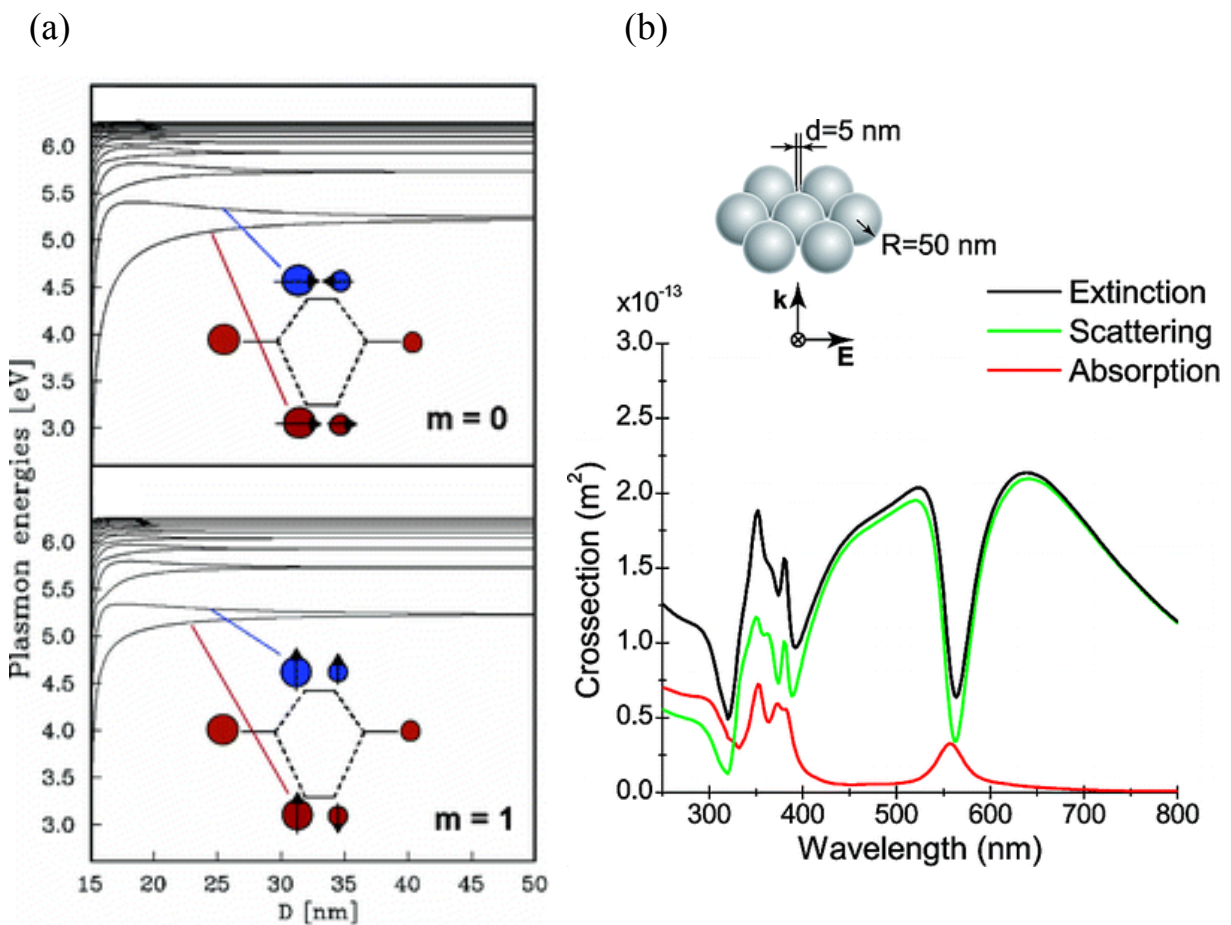 (a)
Plasmon energies [eV]
6.0
5.5
5.0
4.5
4.0
3.5
3.0
m = 0
6.0
5.5
5.0
4.5
4.0
3.5
3.0
m = 1
15 20 25 30 35 40 45 50
D [nm]
(b)
d=5 nm
R=50 nm
k
E
x10⁻¹³
Extinction
Scattering
Absorption
Crossection (m²)
3.0
2.5
2.0
1.5
1.0
0.5
0.0
300 400 500 600 700 800
Wavelength (nm)